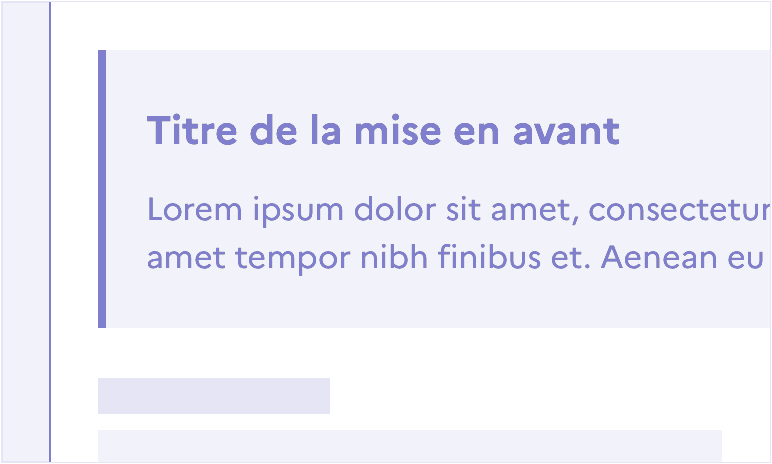 Titre de la mise en avant
Lorem ipsum dolor sit amet, consectetur
amet tempor nibh finibus et. Aenean eu